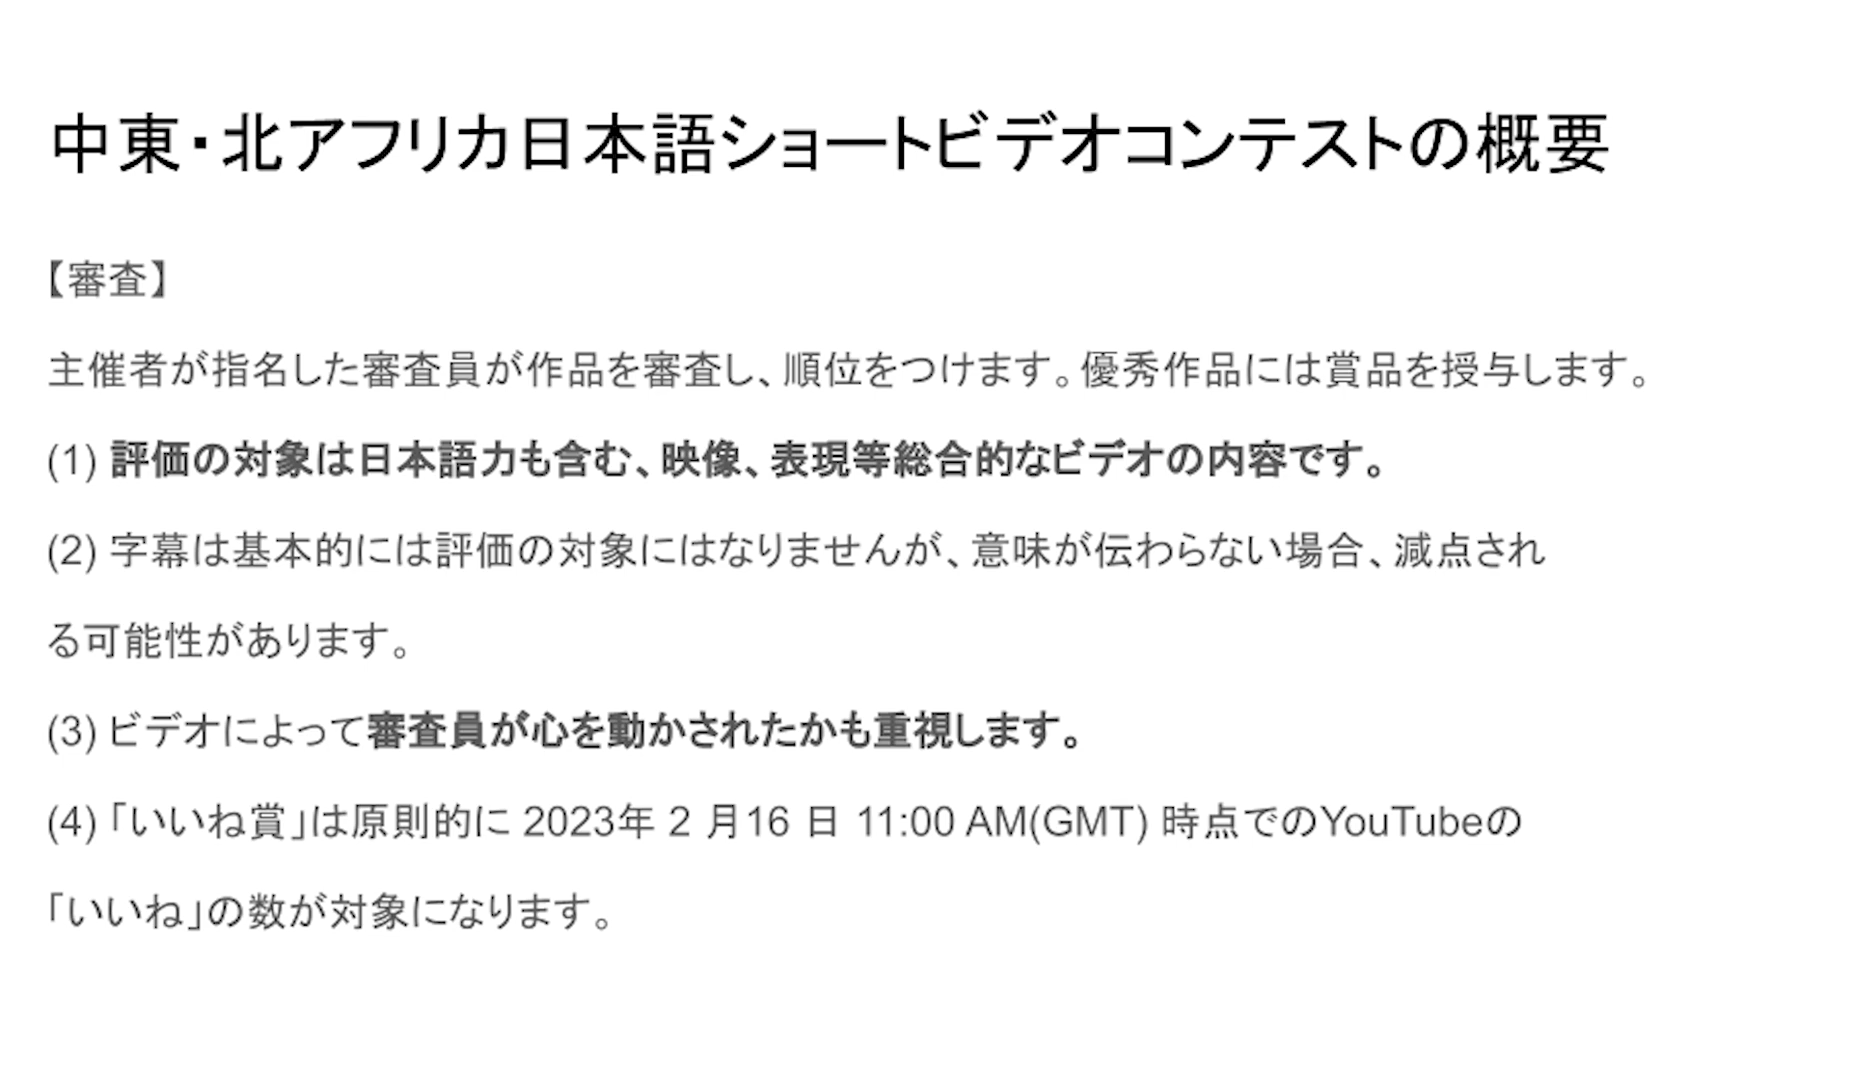 中東・北アフリカ日本語ショートビデオコンテストの概要
【審査】
主催者が指名した審査員が作品を審査し、順位をつけます。優秀作品には賞品を授与します。
(1) 評価の対象は日本語力も含む、映像、表現等総合的なビデオの内容です。
(2) 字幕は基本的には評価の対象にはなりませんが、意味が伝わらない場合、減点され
る可能性があります。
(3) ビデオによって審査員が心を動かされたかも重視します。
(4) 「いいね賞」は原則的に 2023年 2 月16 日 11:00 AM(GMT) 時点でのYouTubeの
「いいね」の数が対象になります。